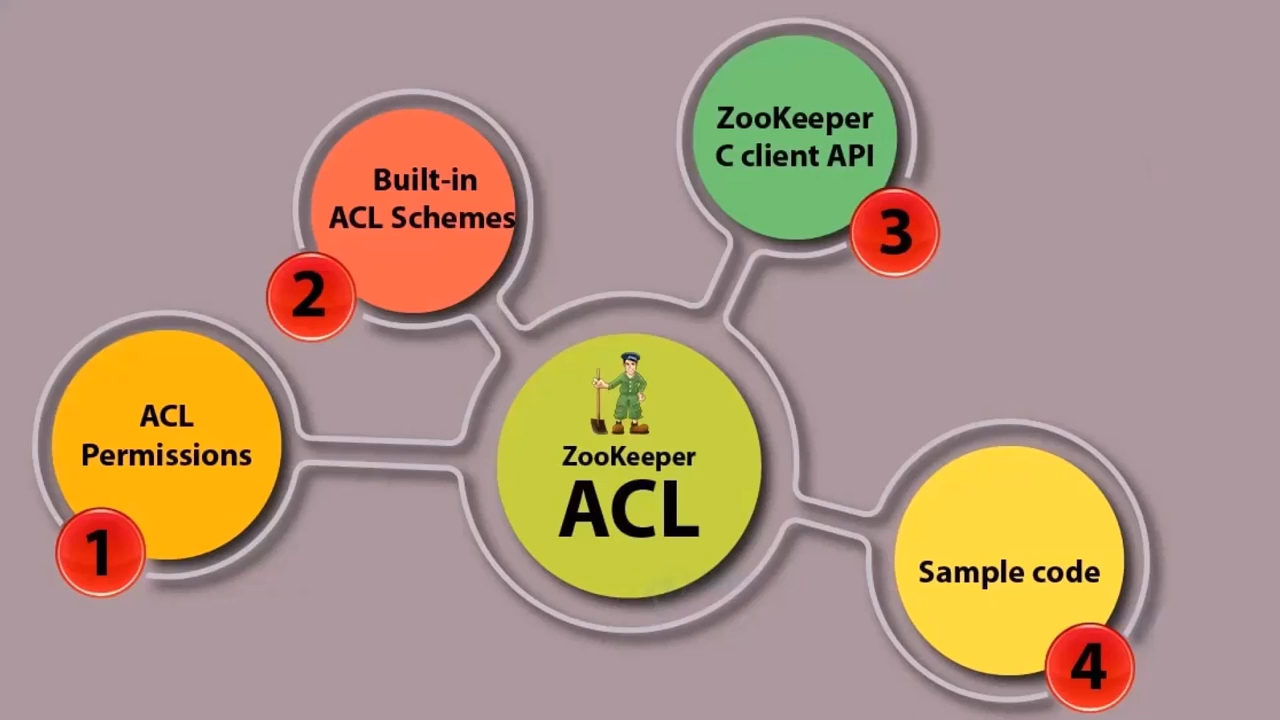 ACL
Permissions
1
Built-in
ACL Schemes
2
ZooKeeper
C client API
3
ZooKeeper
ACL
Sample code
4